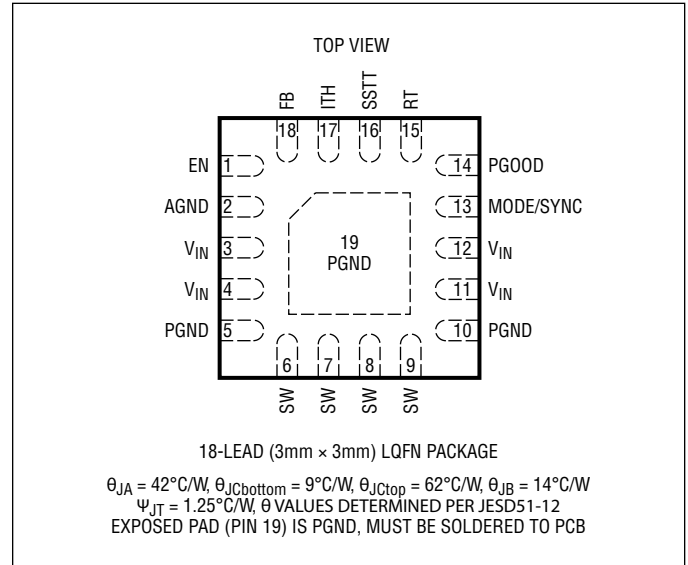 TOP VIEW
FB ITH SSTT RT
18 17 16 15
EN 1 14 PGOOD
AGND 2 13 MODE/SYNC
VIN 3 12 VIN
19
PGND
VIN 4 11 VIN
PGND 5 10 PGND
6 7 8 9
SW SW SW SW
18-LEAD (3mm × 3mm) LQFN PACKAGE
θJA = 42°C/W, θJCbottom = 9°C/W, θJCtop = 62°C/W, θJB = 14°C/W
ΨJT = 1.25°C/W, θ VALUES DETERMINED PER JESD51-12
EXPOSED PAD (PIN 19) IS PGND, MUST BE SOLDERED TO PCB